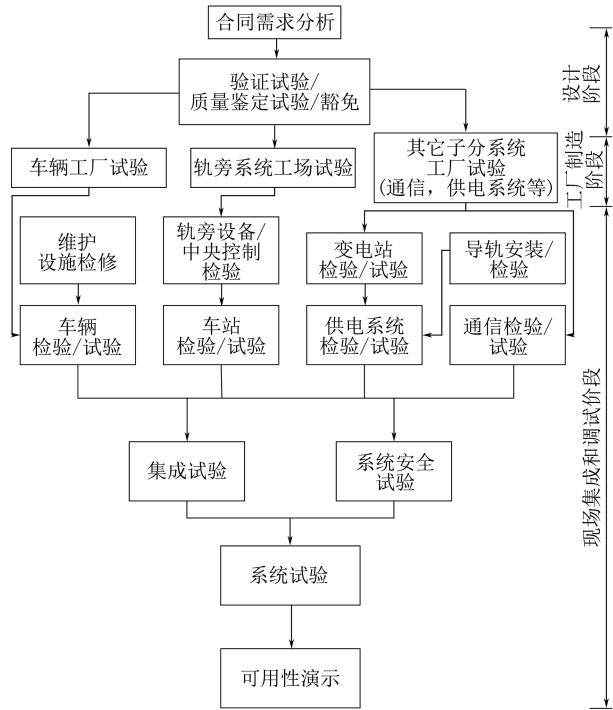 合同需求分析
验证试验/
质量鉴定试验/豁免
设计
阶段
车辆工厂试验
轨旁系统工场试验
其它子分系统
工厂试验
(通信，供电系统等)
工厂制造
阶段
维护
设施检修
轨旁设备/
中央控制
检验
变电站
检验/试验
导轨安装/
检验
车辆
检验/试验
车站
检验/试验
供电系统
检验/试验
通信检验/
试验
集成试验
系统安全
试验
系统试验
可用性演示
现场集成和调试价段